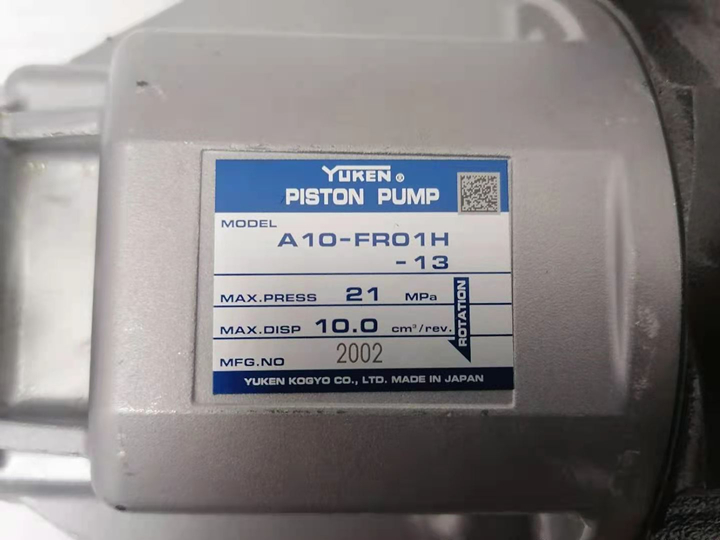 YUKEN ®
PISTON PUMP
MODEL
A10-FR01H
-13
MAX.PRESS 21 MPa
MAX.DISP 10.0 cm³/rev.
ROTATION
MFG.NO 2002
YUKEN KOGYO CO., LTD. MADE IN JAPAN